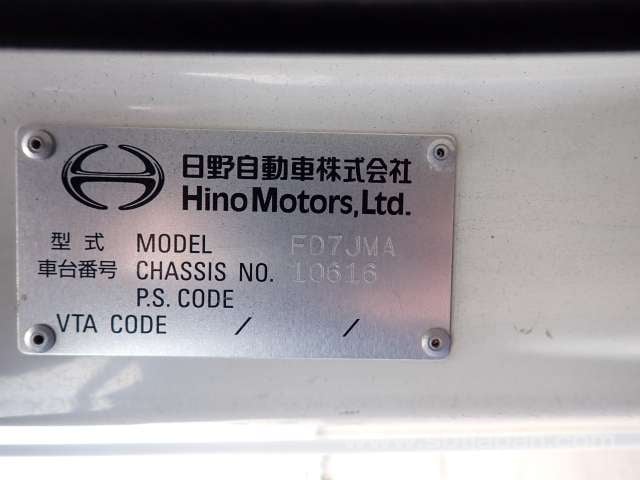 日野自動車株式会社
Hino Motors, Ltd.
型式 MODEL FD7JMA
車台番号 CHASSIS NO. 10616
P.S. CODE
VTA CODE / /